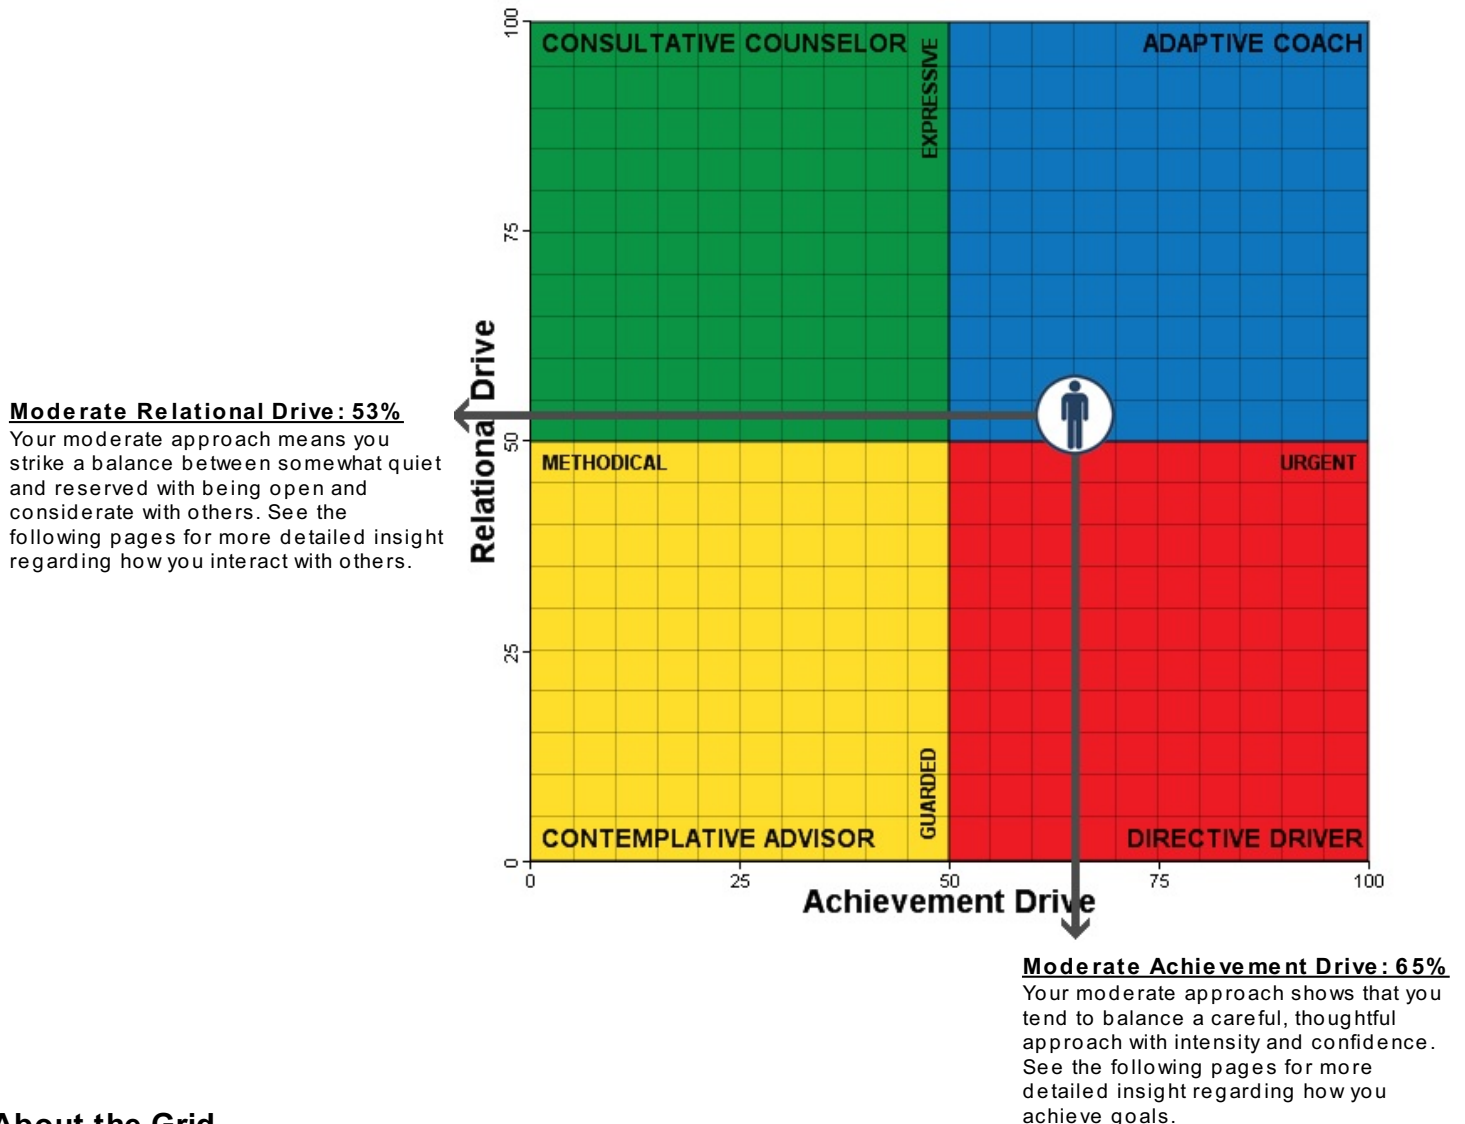 100
CONSULTATIVE COUNSELOR
EXPRESSIVE
ADAPTIVE COACH
75
Relational Drive
Moderate Relational Drive: 53%
Your moderate approach means you
strike a balance between somewhat quiet
and reserved with being open and
considerate with others. See the
following pages for more detailed insight
regarding how you interact with others.
50
METHODICAL
URGENT
25
GUARDED
CONTEMPLATIVE ADVISOR
DIRECTIVE DRIVER
0
0
25
50
75
100
Achievement Drive
Moderate Achievement Drive: 65%
Your moderate approach shows that you
tend to balance a careful, thoughtful
approach with intensity and confidence.
See the following pages for more
detailed insight regarding how you
achieve goals.
About the Grid